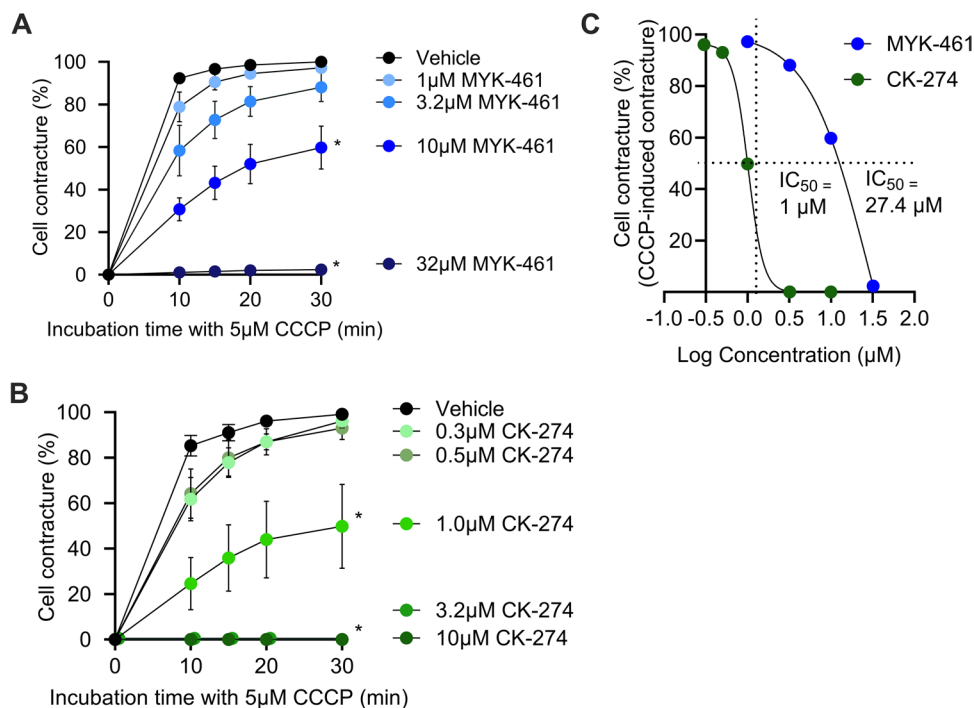 A
Cell contracture (%)
100
80
60
40
20
0
0 10 20 30
Incubation time with 5µM CCCP (min)
*
*
Vehicle
1µM MYK-461
3.2µM MYK-461
10µM MYK-461
32µM MYK-461
B
Cell contracture (%)
100
80
60
40
20
0
0 10 20 30
Incubation time with 5µM CCCP (min)
*
*
Vehicle
0.3µM CK-274
0.5µM CK-274
1.0µM CK-274
3.2µM CK-274
10µM CK-274
C
Cell contracture (%)
(CCCP-induced contracture)
100
80
60
40
20
-1.0 -0.5 0.0 0.5 1.0 1.5 2.0
Log Concentration (µM)
MYK-461
CK-274
IC50 =
1 µM
IC50 =
27.4 µM